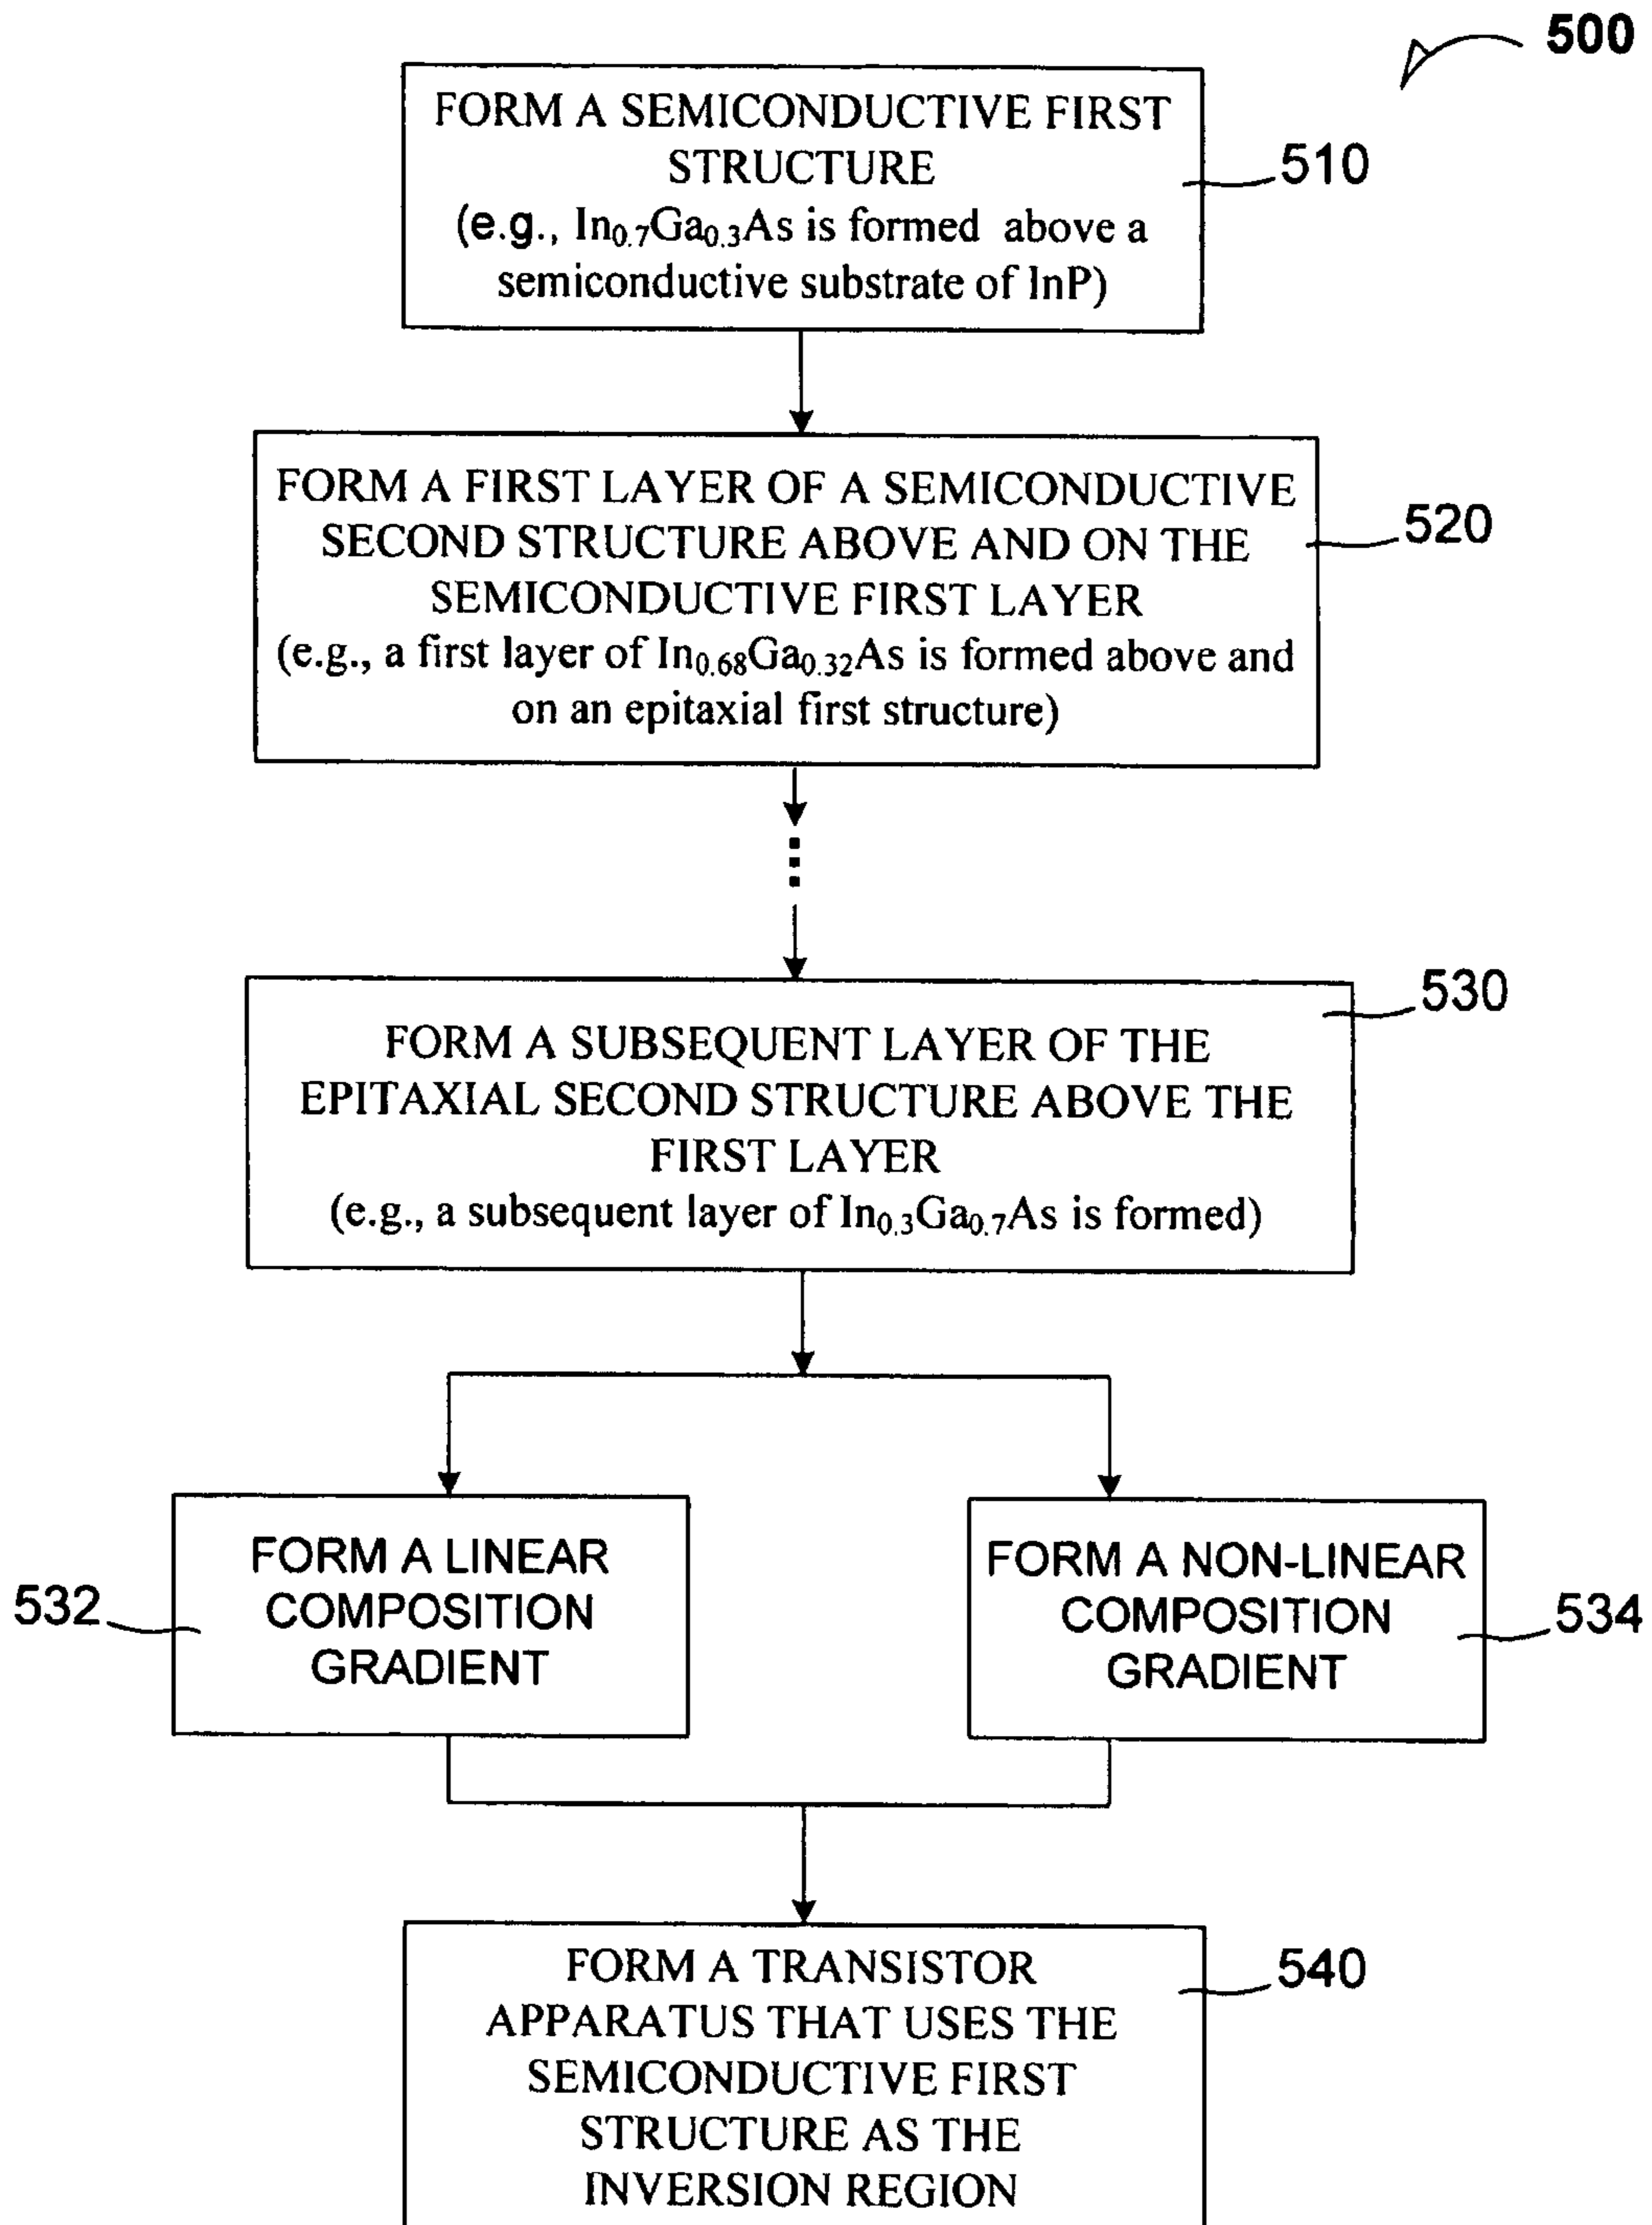 500
FORM A SEMICONDUCTIVE FIRST
STRUCTURE
(e.g., In0.7Ga0.3As is formed above a
semiconductive substrate of InP)
510
FORM A FIRST LAYER OF A SEMICONDUCTIVE
SECOND STRUCTURE ABOVE AND ON THE
SEMICONDUCTIVE FIRST LAYER
(e.g., a first layer of In0.68Ga0.32As is formed above and
on an epitaxial first structure)
520
FORM A SUBSEQUENT LAYER OF THE
EPITAXIAL SECOND STRUCTURE ABOVE THE
FIRST LAYER
(e.g., a subsequent layer of In0.3Ga0.7As is formed)
530
532
FORM A LINEAR
COMPOSITION
GRADIENT
FORM A NON-LINEAR
COMPOSITION
GRADIENT
534
FORM A TRANSISTOR
APPARATUS THAT USES THE
SEMICONDUCTIVE FIRST
STRUCTURE AS THE
INVERSION REGION
540